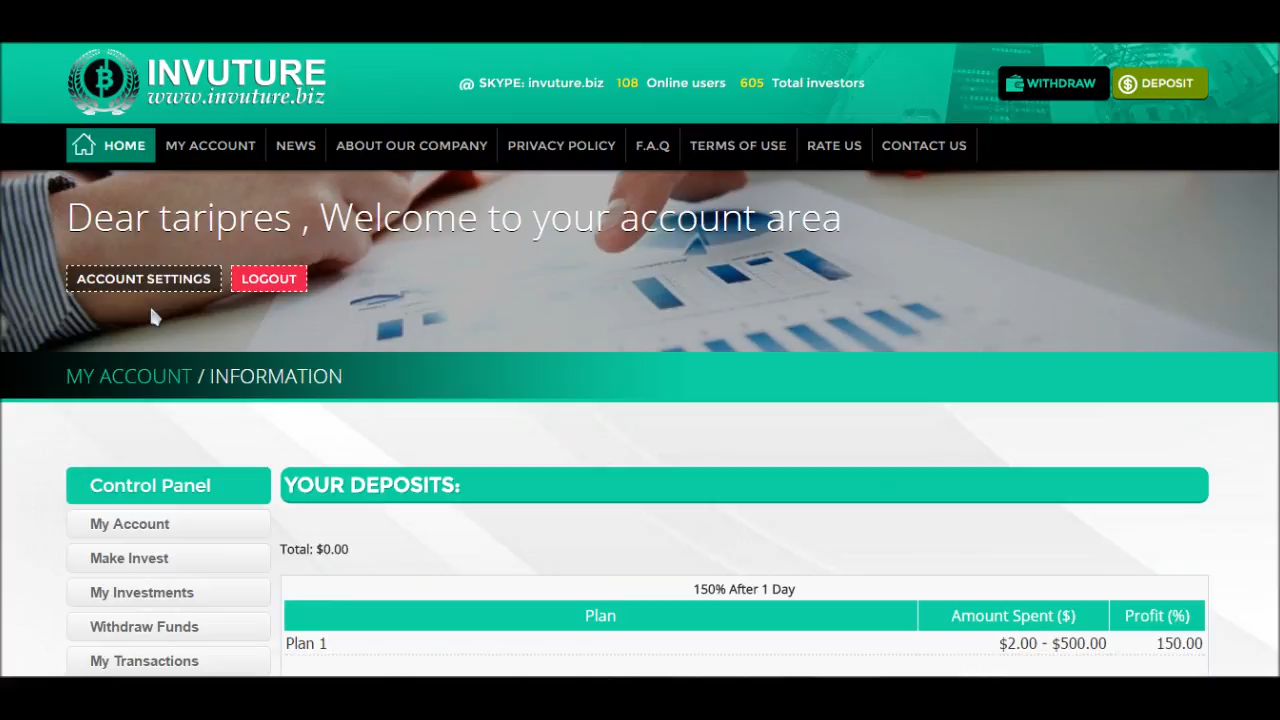 INVUTURE
www.invuture.biz
@ SKYPE: invuture.biz 108 Online users 605 Total investors
WITHDRAW
DEPOSIT
HOME MY ACCOUNT NEWS ABOUT OUR COMPANY PRIVACY POLICY F.A.Q TERMS OF USE RATE US CONTACT US
Dear taripres , Welcome to your account area
ACCOUNT SETTINGS LOGOUT
MY ACCOUNT / INFORMATION
Control Panel
My Account
Make Invest
My Investments
Withdraw Funds
My Transactions
YOUR DEPOSITS:
Total: $0.00
150% After 1 Day
Plan Amount Spent ($) Profit (%)
Plan 1 $2.00 - $500.00 150.00